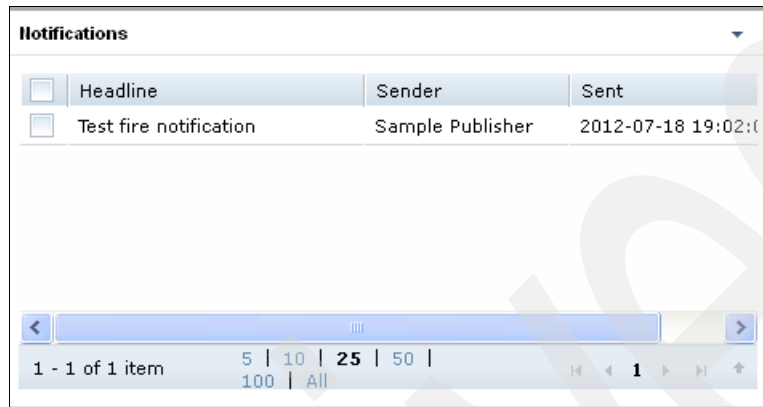 Notifications
Headline Sender Sent
Test fire notification Sample Publisher 2012-07-18 19:02:
1 - 1 of 1 item 5 | 10 | 25 | 50 |
100 | All
1